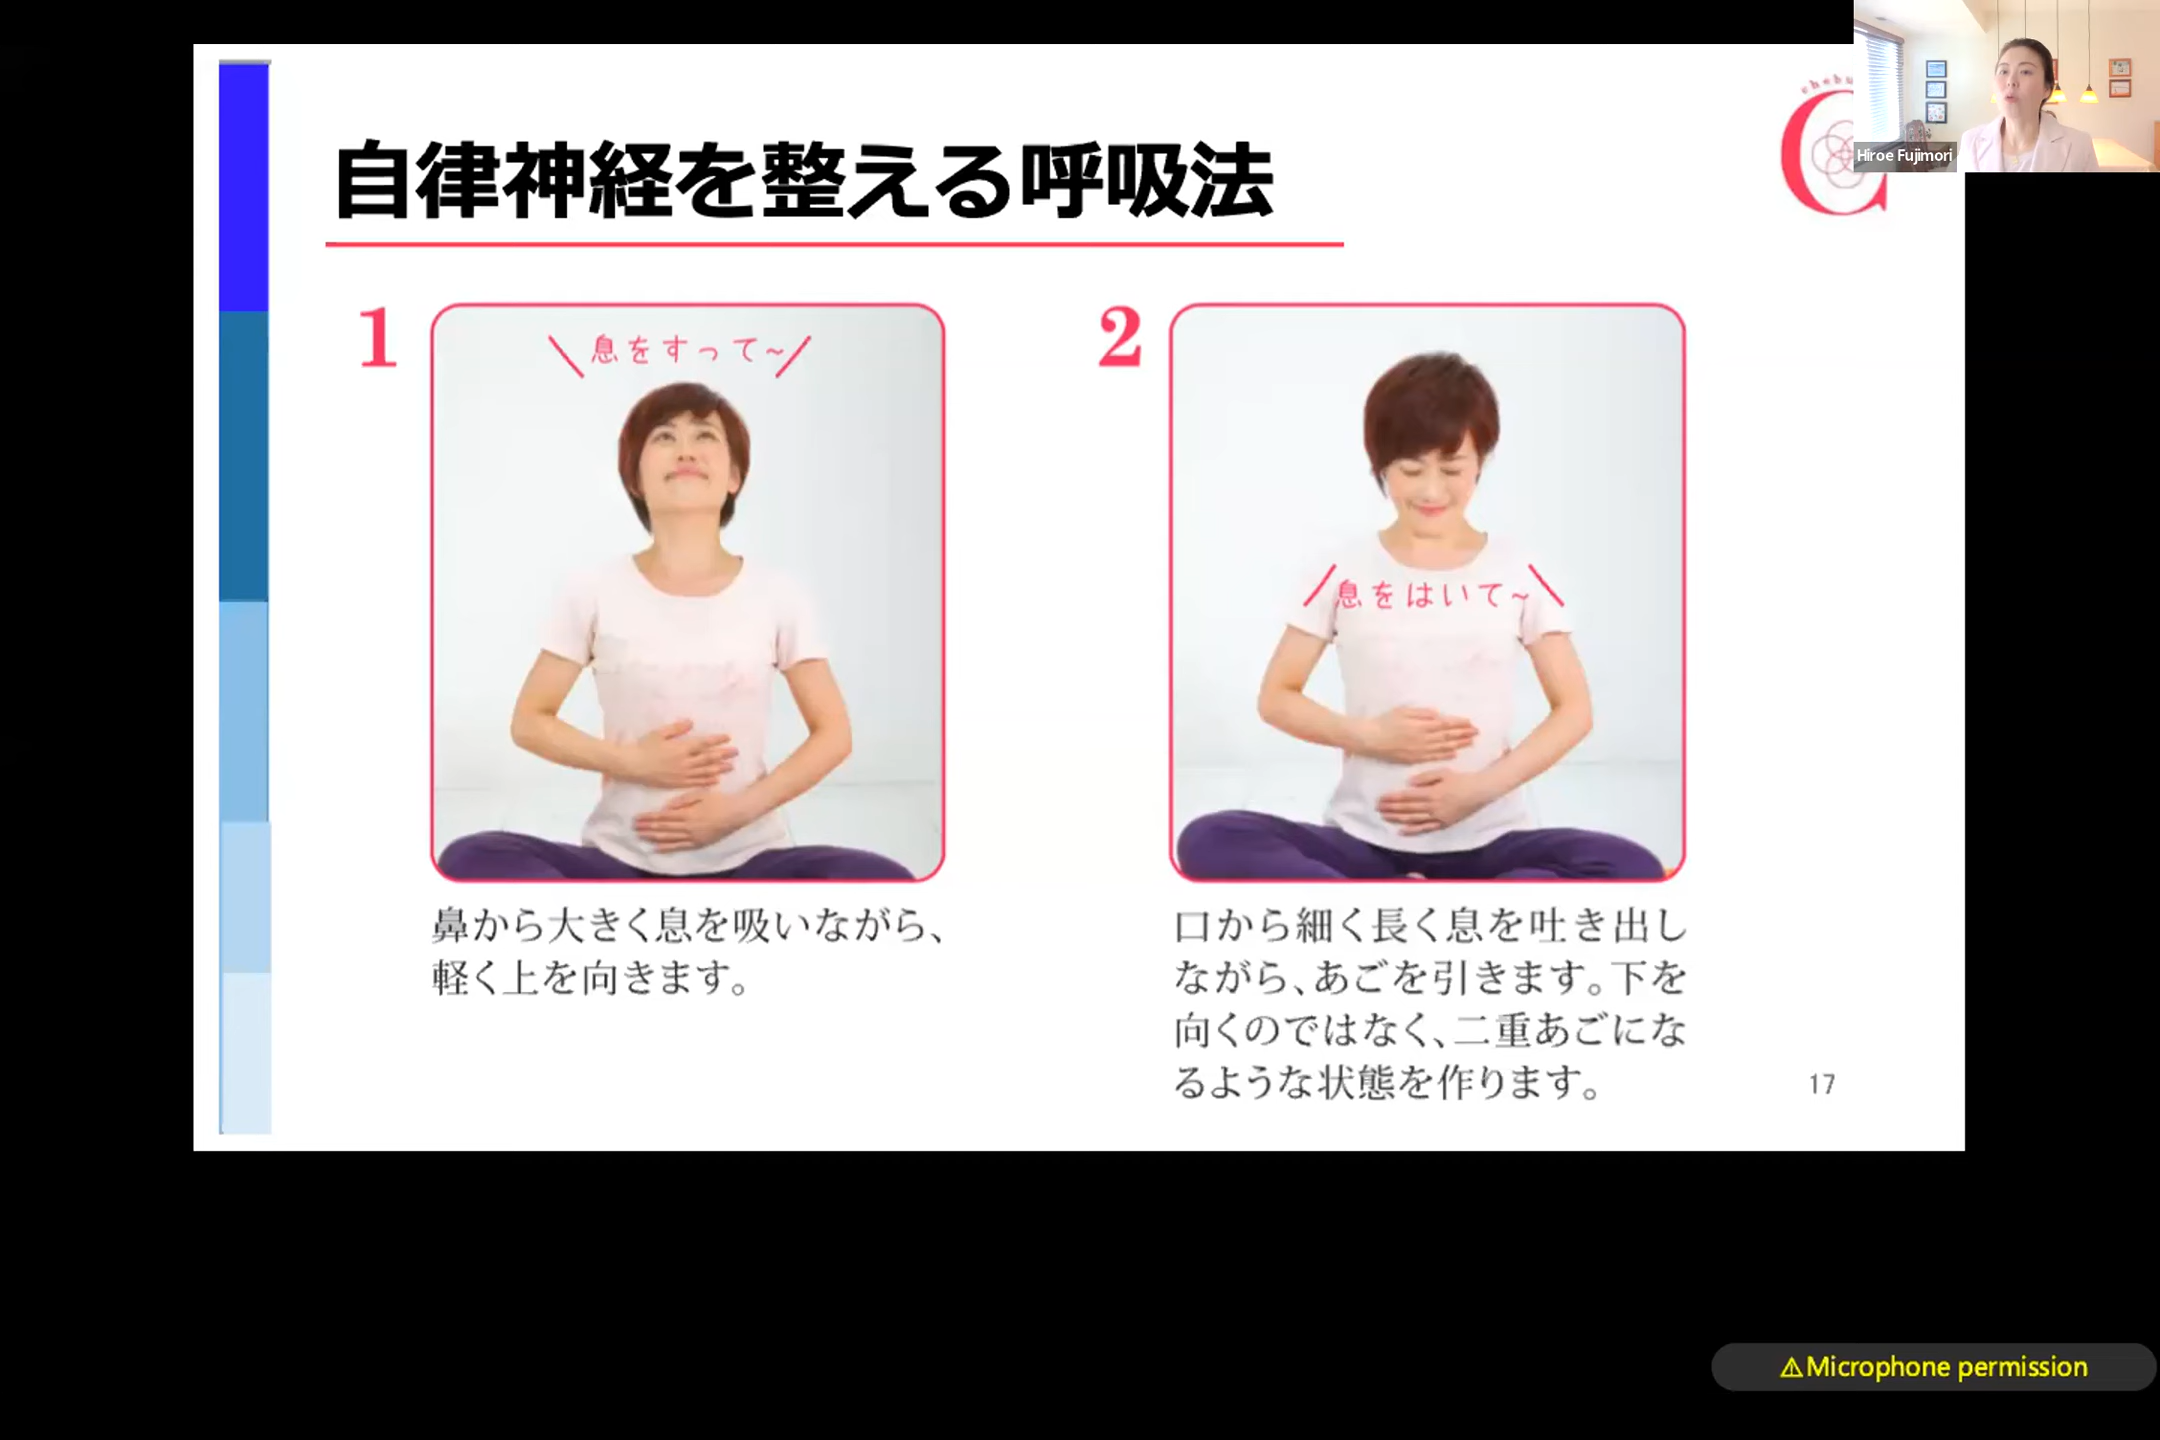 自律神経を整える呼吸法
Hiroe Fujimori
1
息をすって~
鼻から大きく息を吸いながら、
軽く上を向きます。
2
息をはいて~
口から細く長く息を吐き出し
ながら、あごを引きます。下を
向くのではなく、二重あごにな
るような状態を作ります。
17
⚠Microphone permission